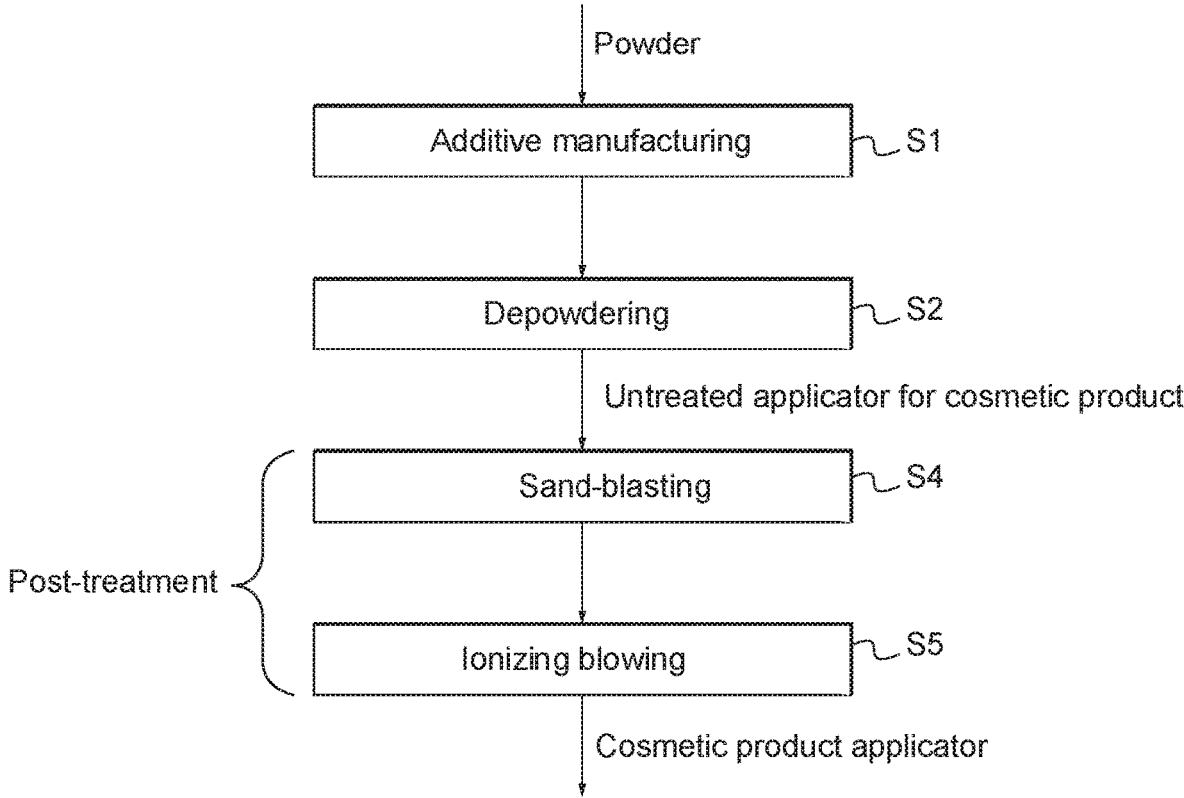 Powder
Additive manufacturing
S1
Depowdering
S2
Untreated applicator for cosmetic product
Sand-blasting
S4
Post-treatment
Ionizing blowing
S5
Cosmetic product applicator